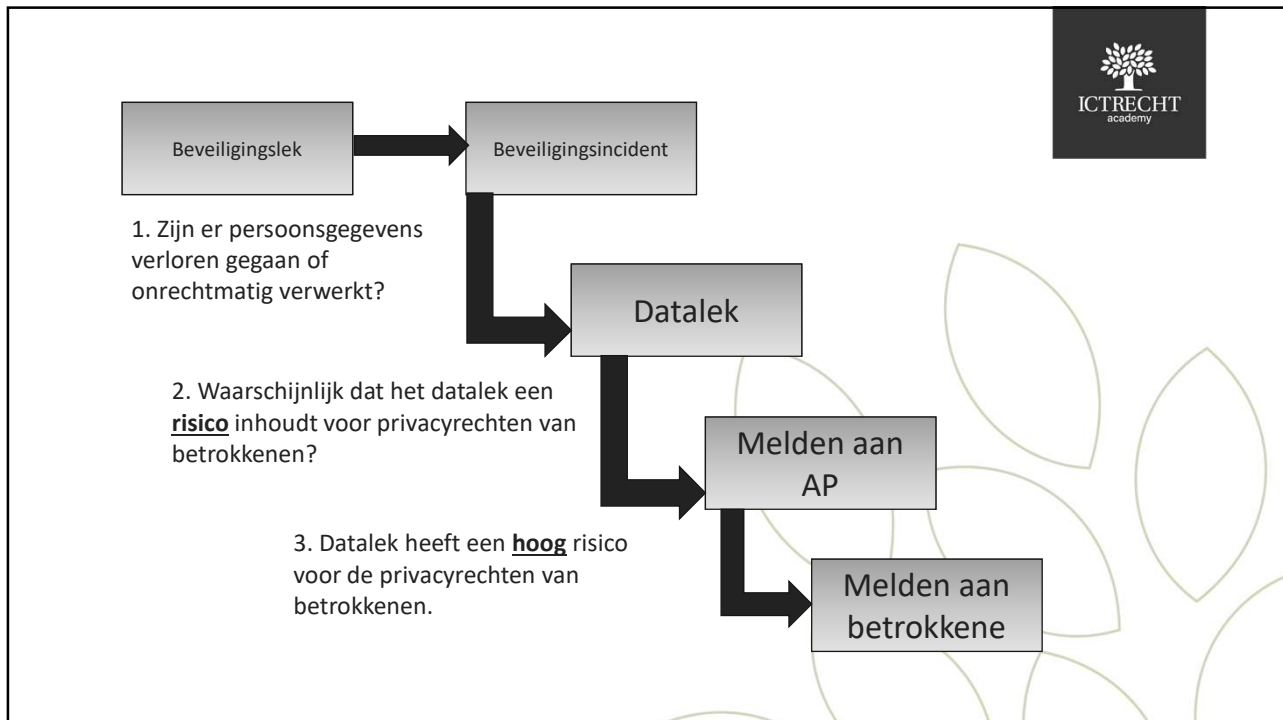 ICTRECHT
academy
Beveiligingslek
Beveiligingsincident
1. Zijn er persoonsgegevens
verloren gegaan of
onrechtmatig verwerkt?
Datalek
2. Waarschijnlijk dat het datalek een
risico inhoudt voor privacyrechten van
betrokkenen?
Melden aan
AP
3. Datalek heeft een hoog risico
voor de privacyrechten van
betrokkenen.
Melden aan
betrokkene